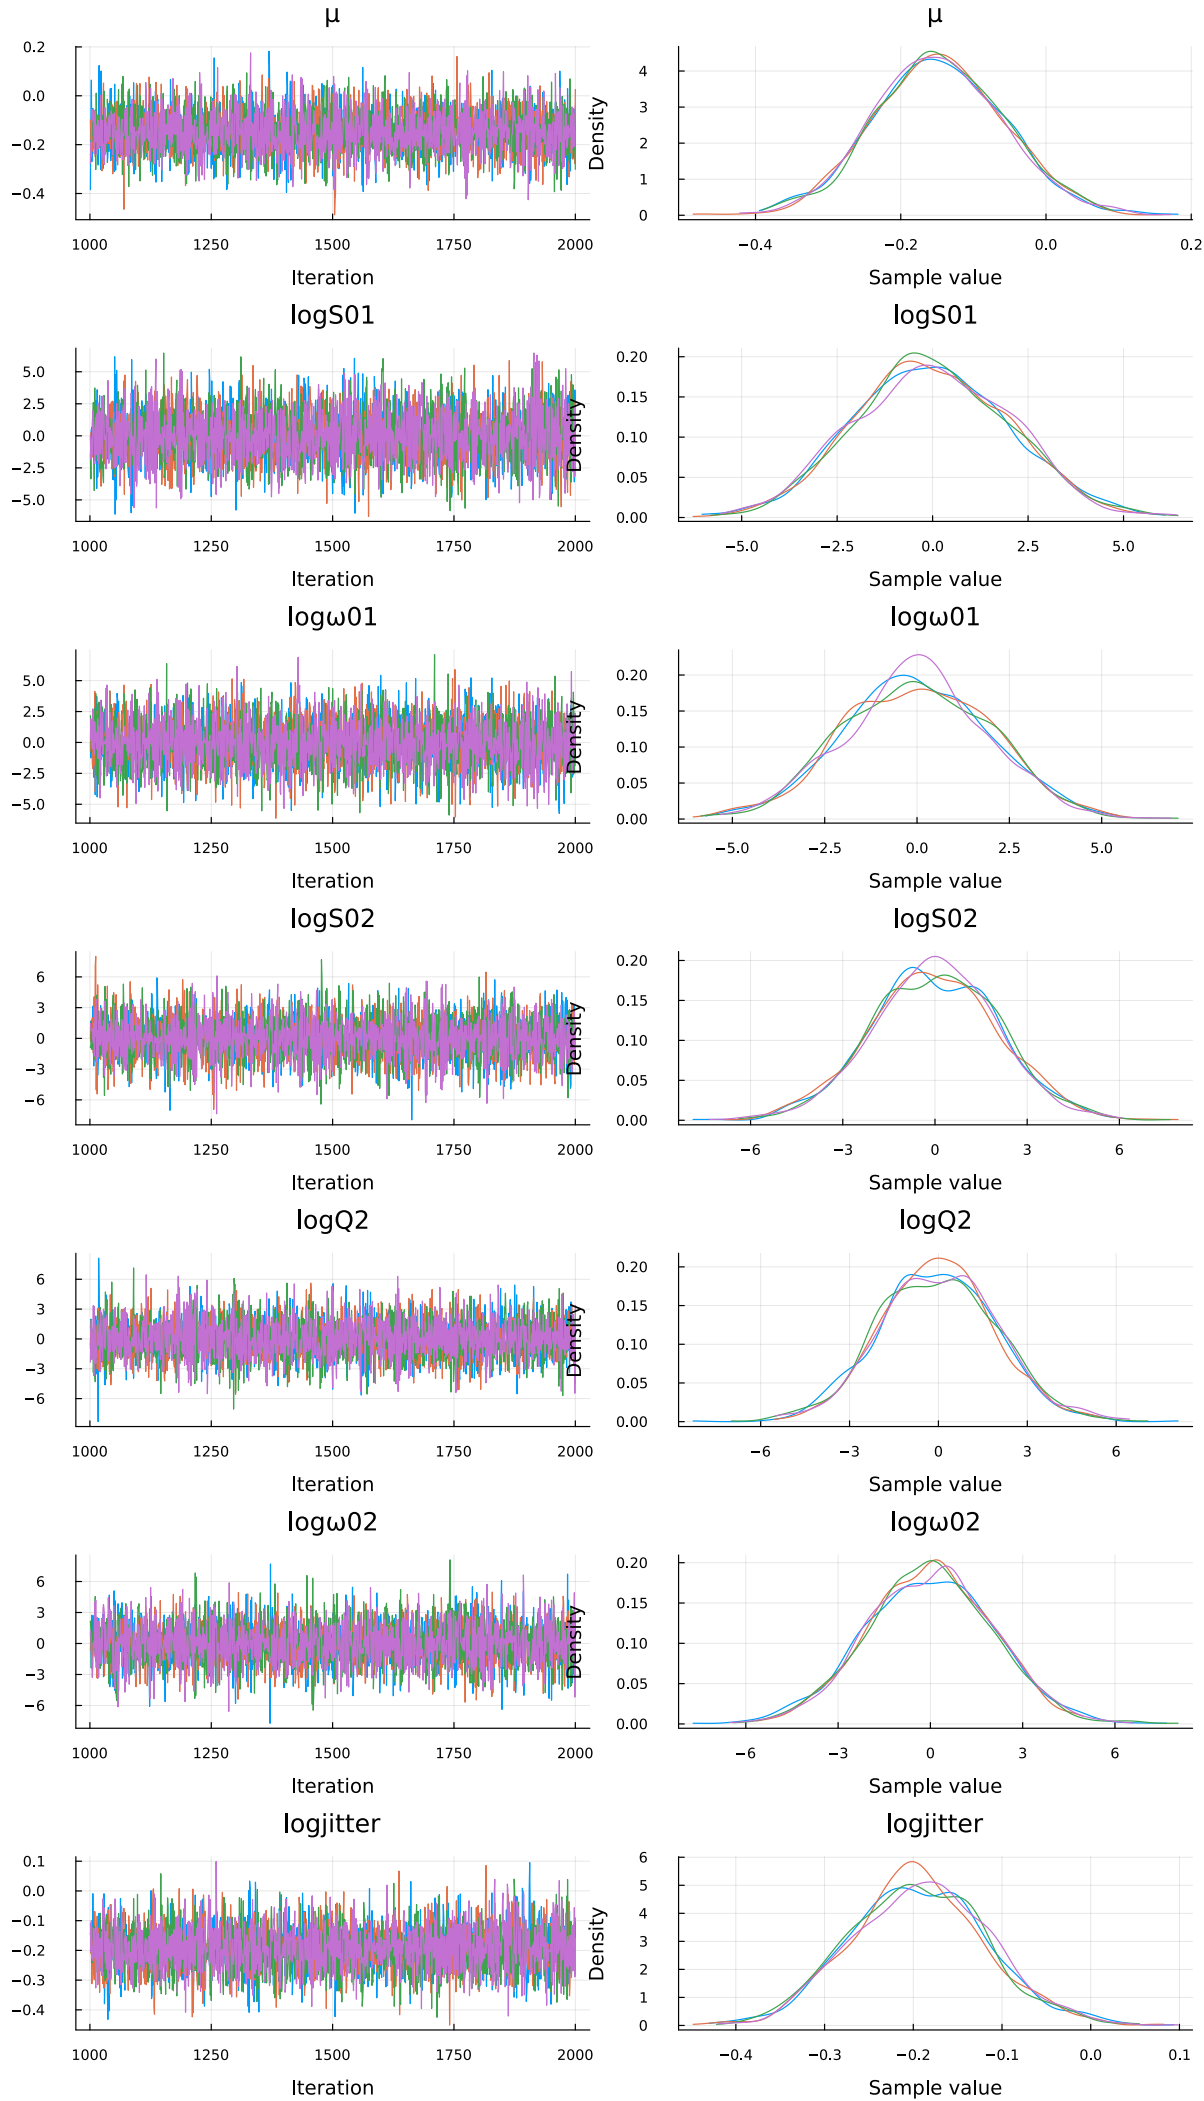 μ μ
0.2
0.0
−0.2
−0.4
1000 1250 1500 1750 2000
Iteration
Density
4
3
2
1
0
−0.4 −0.2 0.0 0.2
Sample value
logS01 logS01
5.0
2.5
0.0
−2.5
−5.0
1000 1250 1500 1750 2000
Iteration
Density
0.20
0.15
0.10
0.05
0.00
−5.0 −2.5 0.0 2.5 5.0
Sample value
logω01 logω01
5.0
2.5
0.0
−2.5
−5.0
1000 1250 1500 1750 2000
Iteration
Density
0.20
0.15
0.10
0.05
0.00
−5.0 −2.5 0.0 2.5 5.0
Sample value
logS02 logS02
6
3
0
−3
−6
1000 1250 1500 1750 2000
Iteration
Density
0.20
0.15
0.10
0.05
0.00
−6 −3 0 3 6
Sample value
logQ2 logQ2
6
3
0
−3
−6
1000 1250 1500 1750 2000
Iteration
Density
0.20
0.15
0.10
0.05
0.00
−6 −3 0 3 6
Sample value
logω02 logω02
6
3
0
−3
−6
1000 1250 1500 1750 2000
Iteration
Density
0.20
0.15
0.10
0.05
0.00
−6 −3 0 3 6
Sample value
logjitter logjitter
0.1
0.0
−0.1
−0.2
−0.3
−0.4
1000 1250 1500 1750 2000
Iteration
Density
6
5
4
3
2
1
0
−0.4 −0.3 −0.2 −0.1 0.0 0.1
Sample value